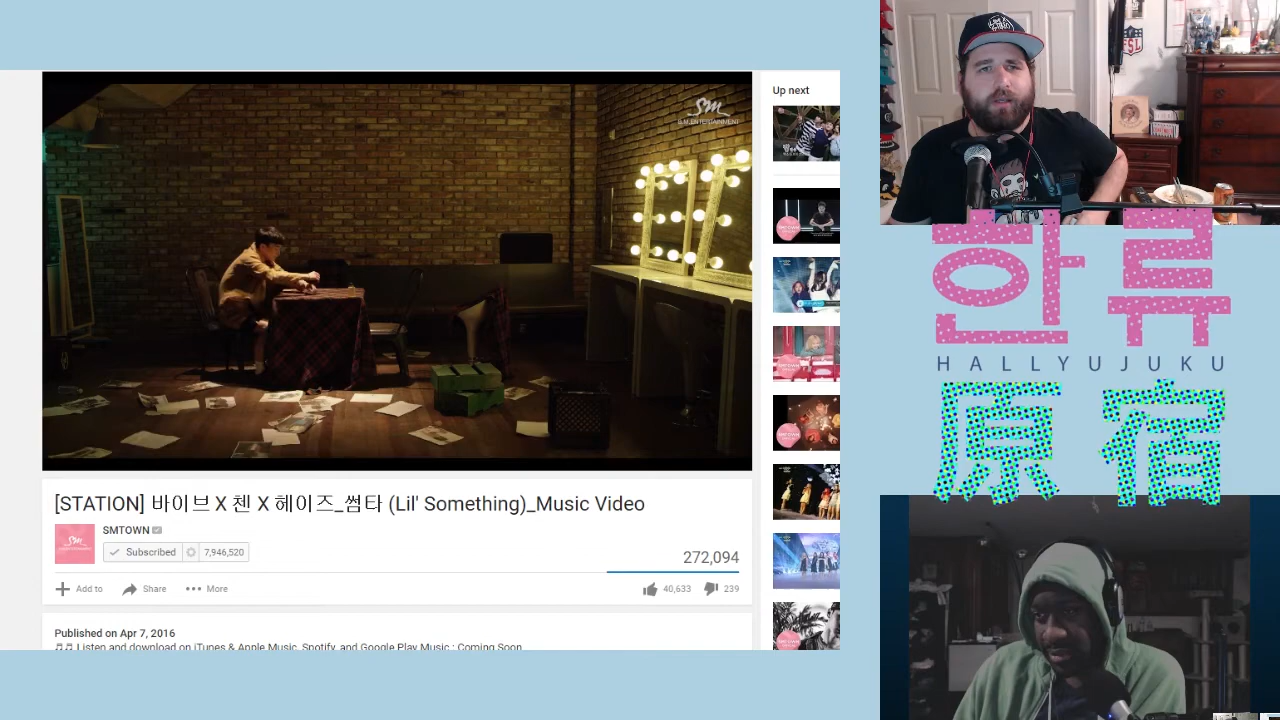 SM
S.M.ENTERTAINMENT
Up next
[STATION] 바이브 X 첸 X 헤이즈_썸타 (Lil' Something)_Music Video
SMTOWN
Subscribed 7,946,520
272,094
Add to Share More 40,633 239
Published on Apr 7, 2016
♬♬ Listen and download on iTunes & Apple Music, Spotify, and Google Play Music : Coming Soon
NFL
한류
HALLYUJUKU
原宿